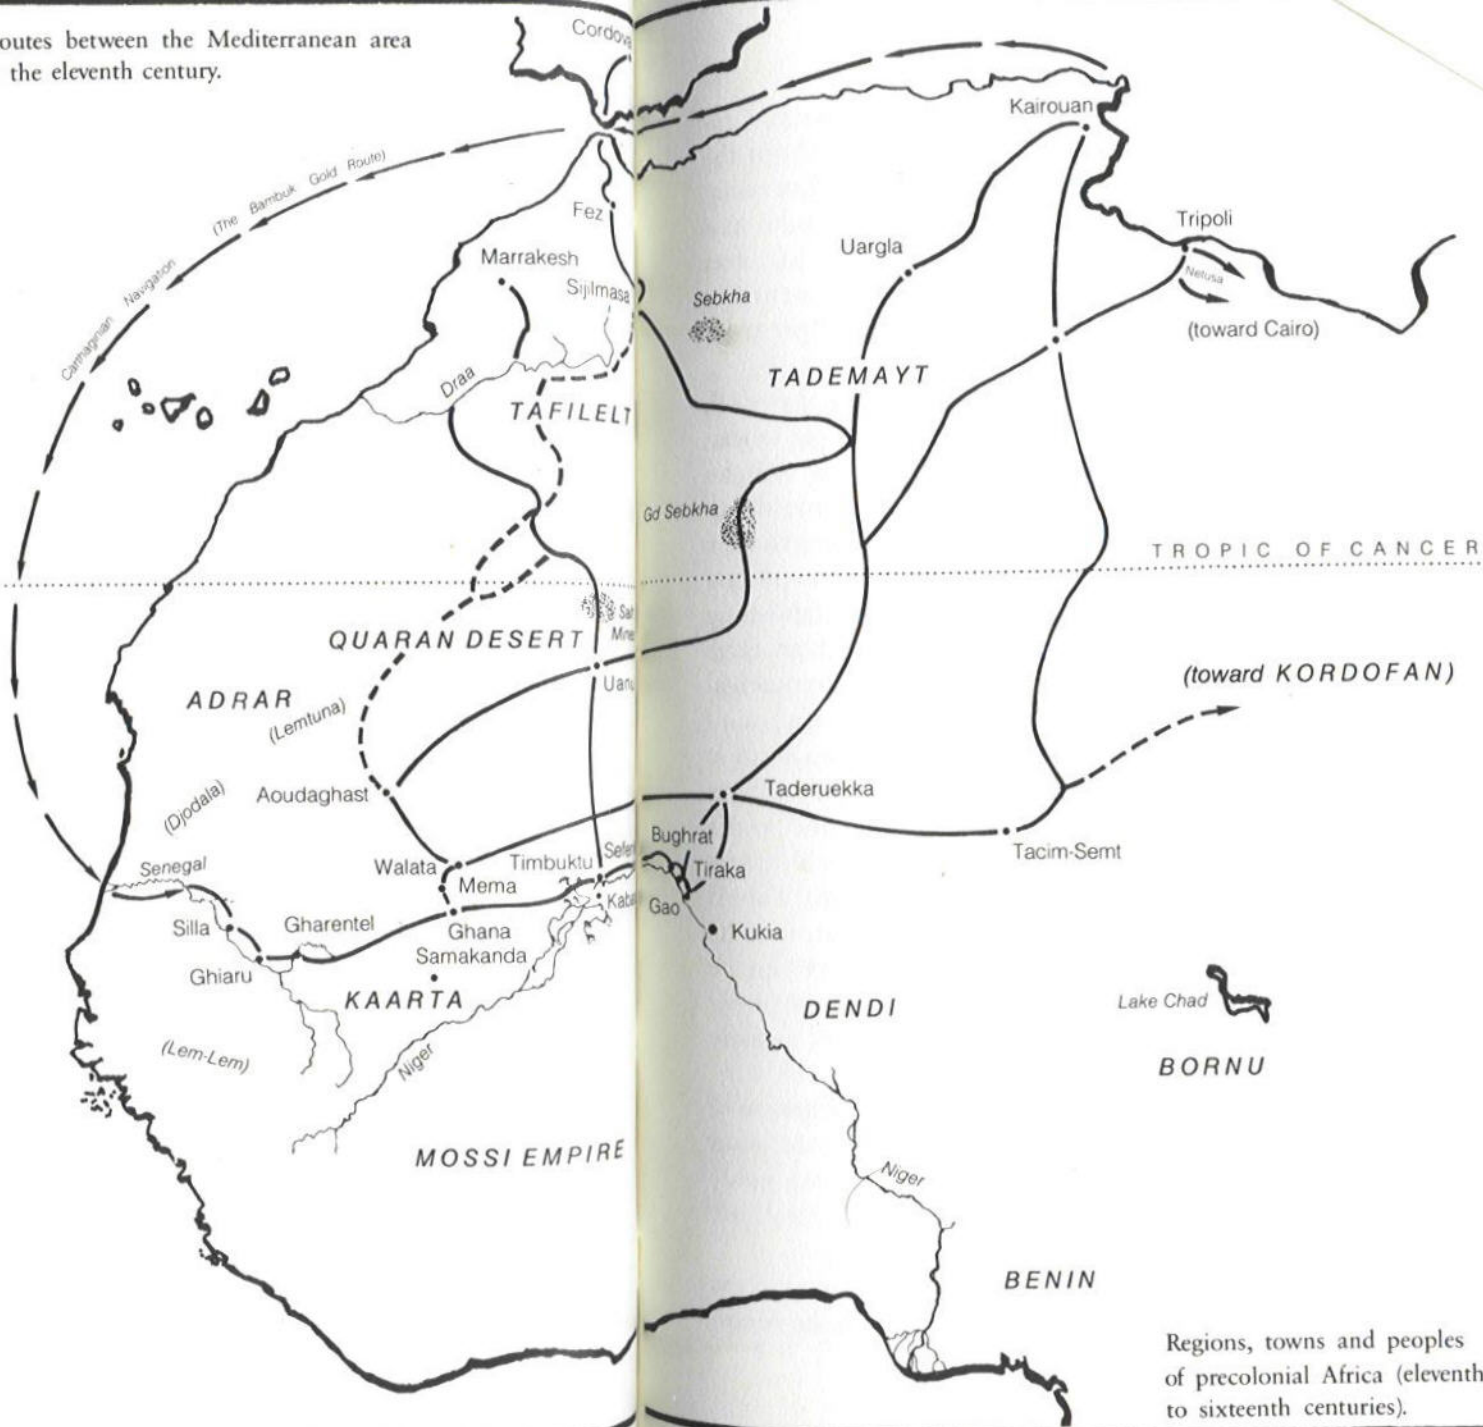 outes between the Mediterranean area
the eleventh century.
Cordova
Kairouan
(The Bambuk Gold Route)
Carthaginian Navigation
Fez
Tripoli
Uargla
Marrakesh
Nefusa
Sijilmasa
Sebkha
(toward Cairo)
TADEMAYT
Draa
TAFILELT
Gd Sebkha
TROPIC OF CANCER
Salt
Mine
QUARAN DESERT
(toward KORDOFAN)
Uanu
ADRAR
(Lemtuna)
Aoudaghast
Taderuekka
(Djodala)
Bughrat
Tacim-Semt
Senegal
Walata
Timbuktu
Tiraka
Mema
Gao
Silla
Gharentel
Ghana
Kukia
Samakanda
Ghiaru
KAARTA
DENDI
Lake Chad
(Lem-Lem)
Niger
BORNU
MOSSI EMPIRE
Niger
BENIN
Regions, towns and peoples
of precolonial Africa (eleventh
to sixteenth centuries).